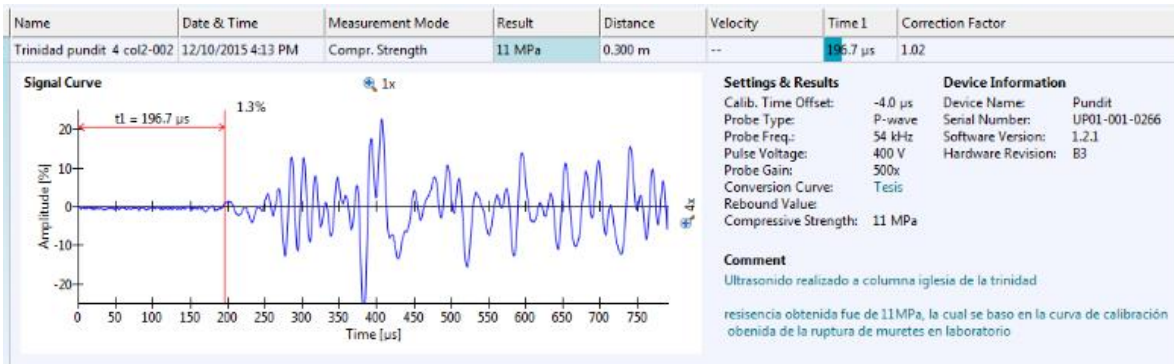 Name Date & Time Measurement Mode Result Distance Velocity Time 1 Correction Factor
Trinidad pundit 4 col2-002 12/10/2015 4:13 PM Compr. Strength 11 MPa 0.300 m -- 196.7 µs 1.02
Signal Curve
1x
t1 = 196.7 µs
1.3%
20
10
0
-10
-20
Amplitude [%]
0 50 100 150 200 250 300 350 400 450 500 550 600 650 700 750
Time [µs]
4x
Settings & Results
Calib. Time Offset: -4.0 µs
Probe Type: P-wave
Probe Freq.: 54 kHz
Pulse Voltage: 400 V
Probe Gain: 500x
Conversion Curve: Tesis
Rebound Value:
Compressive Strength: 11 MPa
Device Information
Device Name: Pundit
Serial Number: UP01-001-0266
Software Version: 1.2.1
Hardware Revision: B3
Comment
Ultrasonido realizado a columna iglesia de la trinidad
resisencia obtenida fue de 11MPa, la cual se baso en la curva de calibración
obenida de la ruptura de muretes en laboratorio